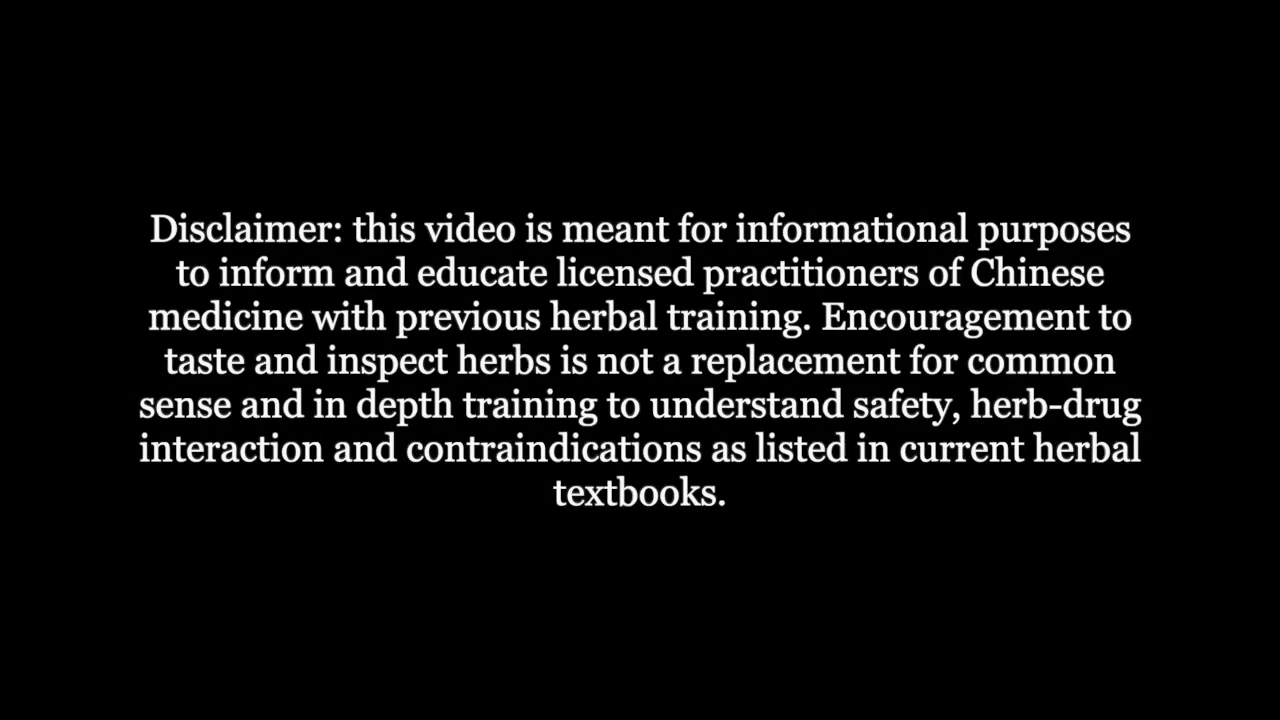 Disclaimer: this video is meant for informational purposes
to inform and educate licensed practitioners of Chinese
medicine with previous herbal training. Encouragement to
taste and inspect herbs is not a replacement for common
sense and in depth training to understand safety, herb-drug
interaction and contraindications as listed in current herbal
textbooks.